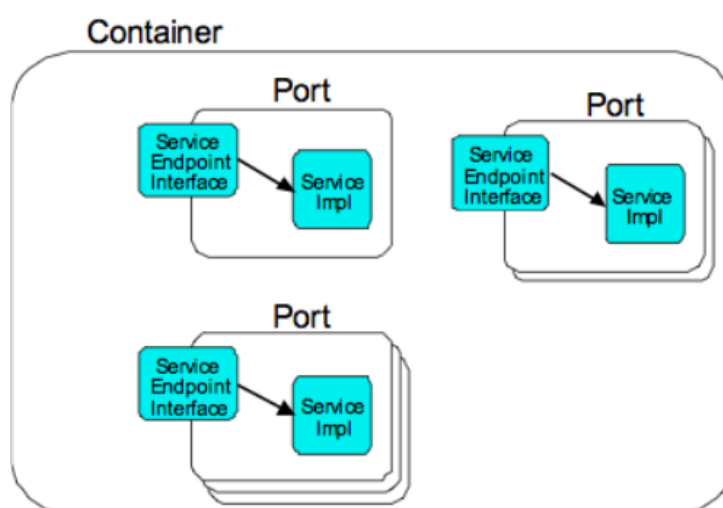 Container
Port
Service
Endpoint
Interface
Service
Impl
Port
Service
Endpoint
Interface
Service
Impl
Port
Service
Endpoint
Interface
Service
Impl